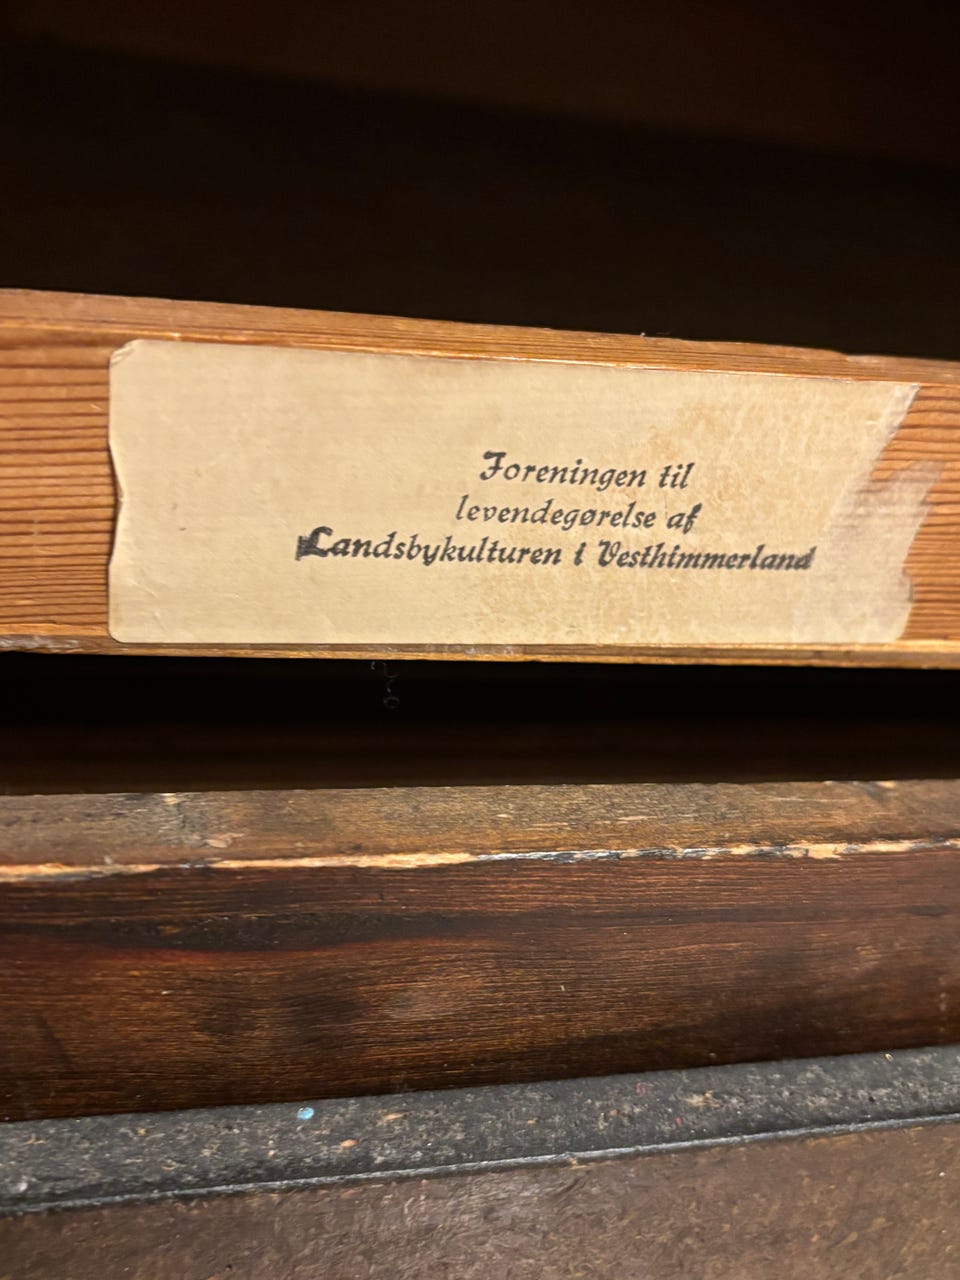 Foreningen til
levendegørelse af
Landsbykulturen i Vesthimmerland